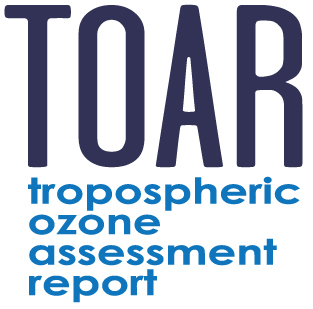 TOAR
tropospheric
ozone
assessment
report